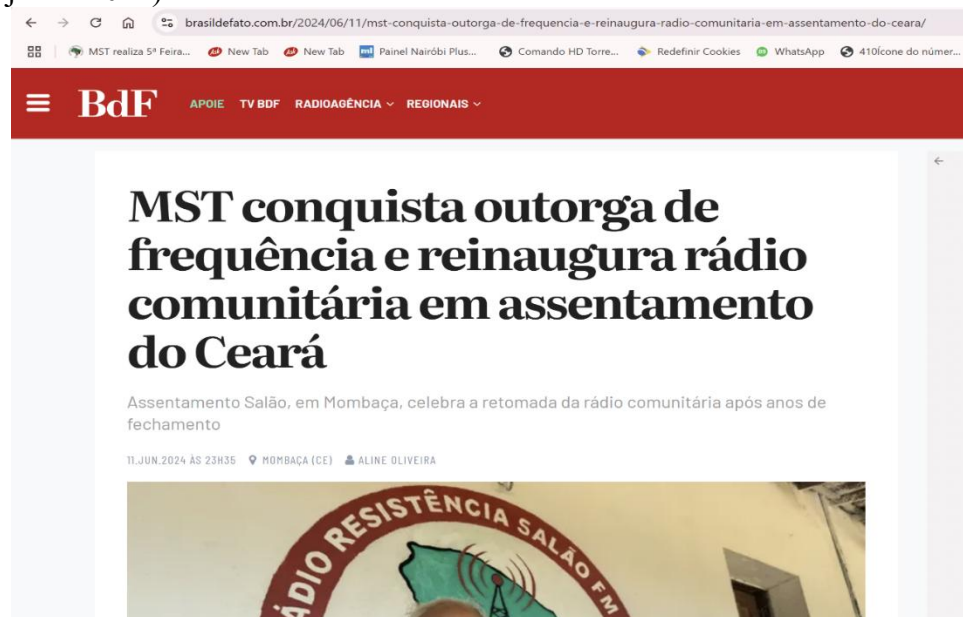 brasildefato.com.br/2024/06/11/mst-conquista-outorga-de-frequencia-e-reinaugura-radio-comunitaria-em-assentamento-do-ceara/
MST realiza 5ª Feira... New Tab New Tab Painel Nairóbi Plus... Comando HD Torre... Redefinir Cookies WhatsApp 410Ícone do númer...
BdF APOIE TV BDF RADIOAGÊNCIA REGIONAIS
MST conquista outorga de
frequência e reinaugura rádio
comunitária em assentamento
do Ceará
Assentamento Salão, em Mombaça, celebra a retomada da rádio comunitária após anos de
fechamento
11.JUN.2024 ÀS 23H35 MOMBAÇA (CE) ALINE OLIVEIRA
ÁDIO RESISTÊNCIA SALÃO FM